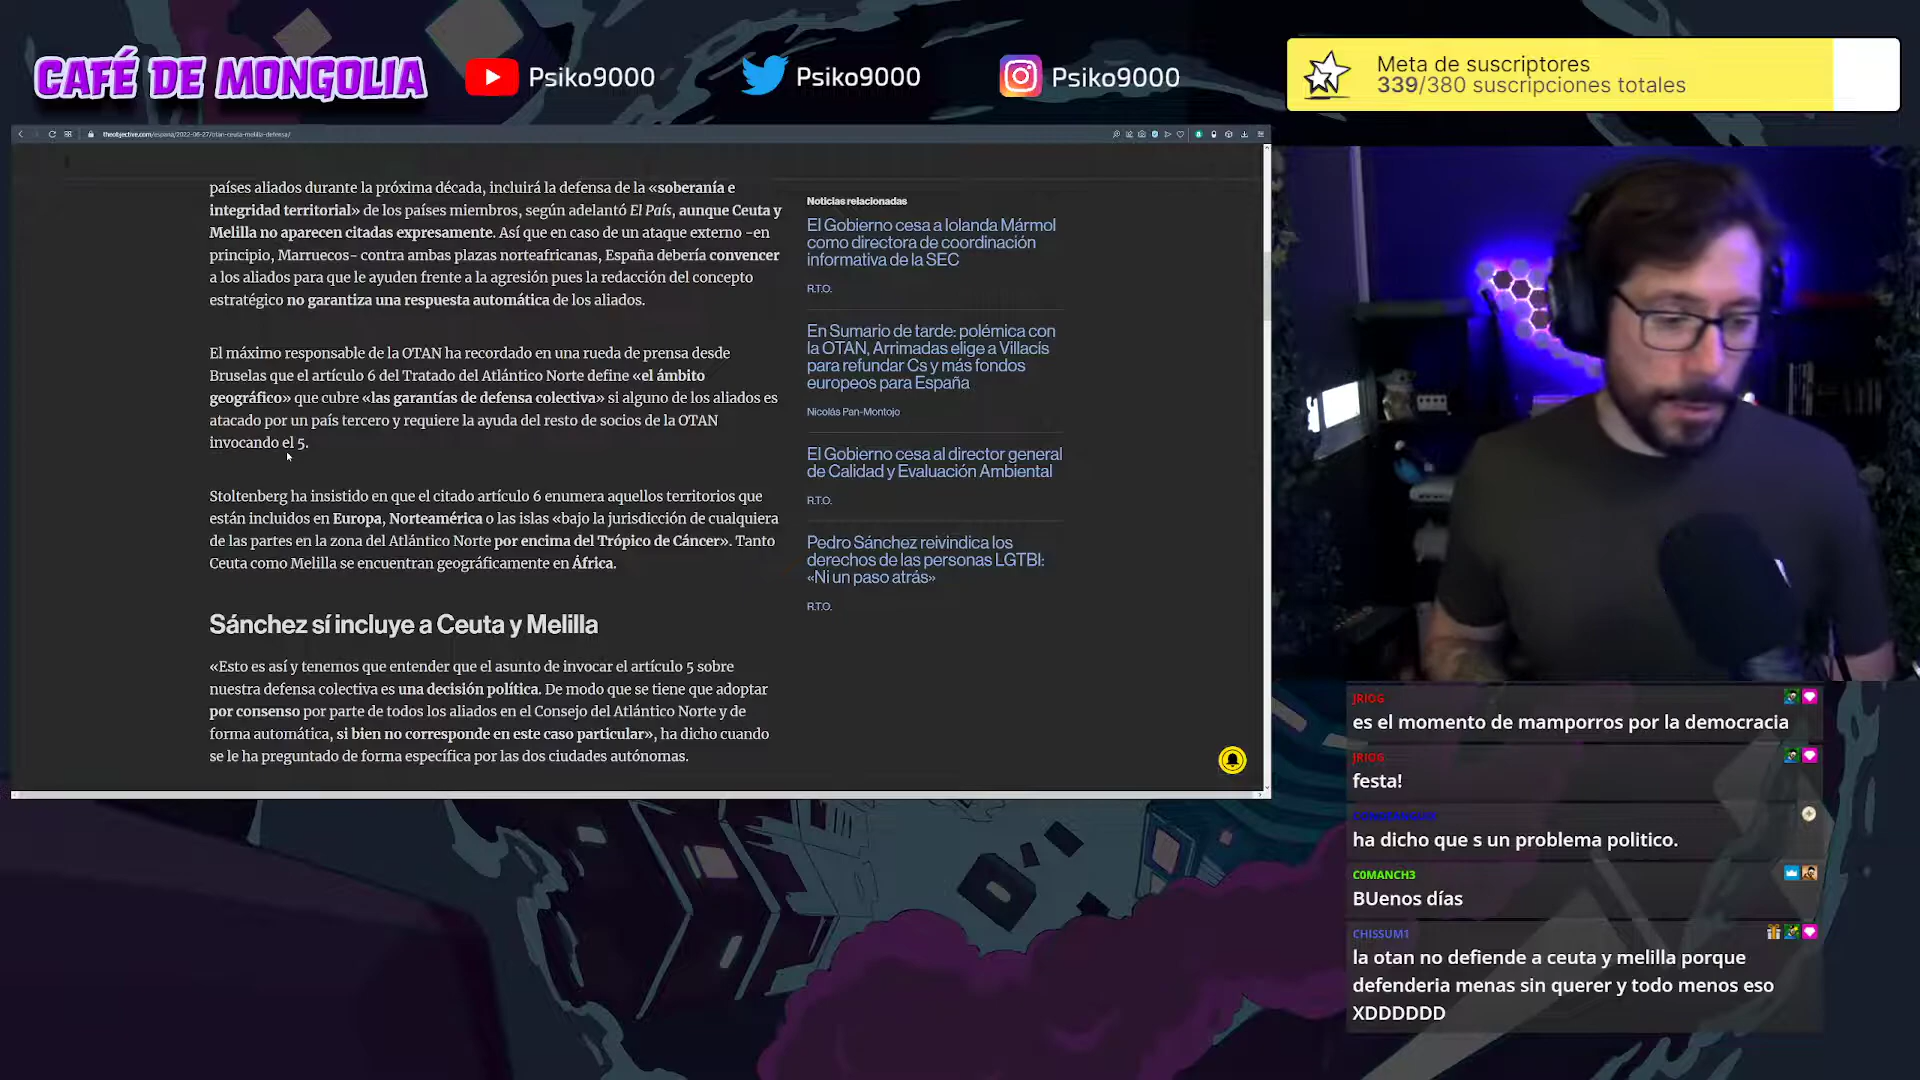 CAFÉ DE MONGOLIA
Psiko9000
Psiko9000
Psiko9000
Meta de suscriptores
339/380 suscripciones totales
theobjective.com/espana/2022-06-27/otan-ceuta-melilla-defensa/
países aliados durante la próxima década, incluirá la defensa de la «soberanía e
integridad territorial» de los países miembros, según adelantó El País, aunque Ceuta y
Melilla no aparecen citadas expresamente. Así que en caso de un ataque externo -en
principio, Marruecos- contra ambas plazas norteafricanas, España debería convencer
a los aliados para que le ayuden frente a la agresión pues la redacción del concepto
estratégico no garantiza una respuesta automática de los aliados.
El máximo responsable de la OTAN ha recordado en una rueda de prensa desde
Bruselas que el artículo 6 del Tratado del Atlántico Norte define «el ámbito
geográfico» que cubre «las garantías de defensa colectiva» si alguno de los aliados es
atacado por un país tercero y requiere la ayuda del resto de socios de la OTAN
invocando el 5.
Stoltenberg ha insistido en que el citado artículo 6 enumera aquellos territorios que
están incluidos en Europa, Norteamérica o las islas «bajo la jurisdicción de cualquiera
de las partes en la zona del Atlántico Norte por encima del Trópico de Cáncer». Tanto
Ceuta como Melilla se encuentran geográficamente en África.
Sánchez sí incluye a Ceuta y Melilla
«Esto es así y tenemos que entender que el asunto de invocar el artículo 5 sobre
nuestra defensa colectiva es una decisión política. De modo que se tiene que adoptar
por consenso por parte de todos los aliados en el Consejo del Atlántico Norte y de
forma automática, si bien no corresponde en este caso particular», ha dicho cuando
se le ha preguntado de forma específica por las dos ciudades autónomas.
Noticias relacionadas
El Gobierno cesa a Iolanda Mármol
como directora de coordinación
informativa de la SEC
R.T.O.
En Sumario de tarde: polémica con
la OTAN, Arrimadas elige a Villacís
para refundar Cs y más fondos
europeos para España
Nicolás Pan-Montojo
El Gobierno cesa al director general
de Calidad y Evaluación Ambiental
R.T.O.
Pedro Sánchez reivindica los
derechos de las personas LGTBI:
«Ni un paso atrás»
R.T.O.
JRIOG
es el momento de mamporros por la democracia
JRIOG
festa!
ha dicho que s un problema politico.
C0MANCH3
BUenos días
CHISSUM1
la otan no defiende a ceuta y melilla porque
defenderia menas sin querer y todo menos eso
XDDDDDD